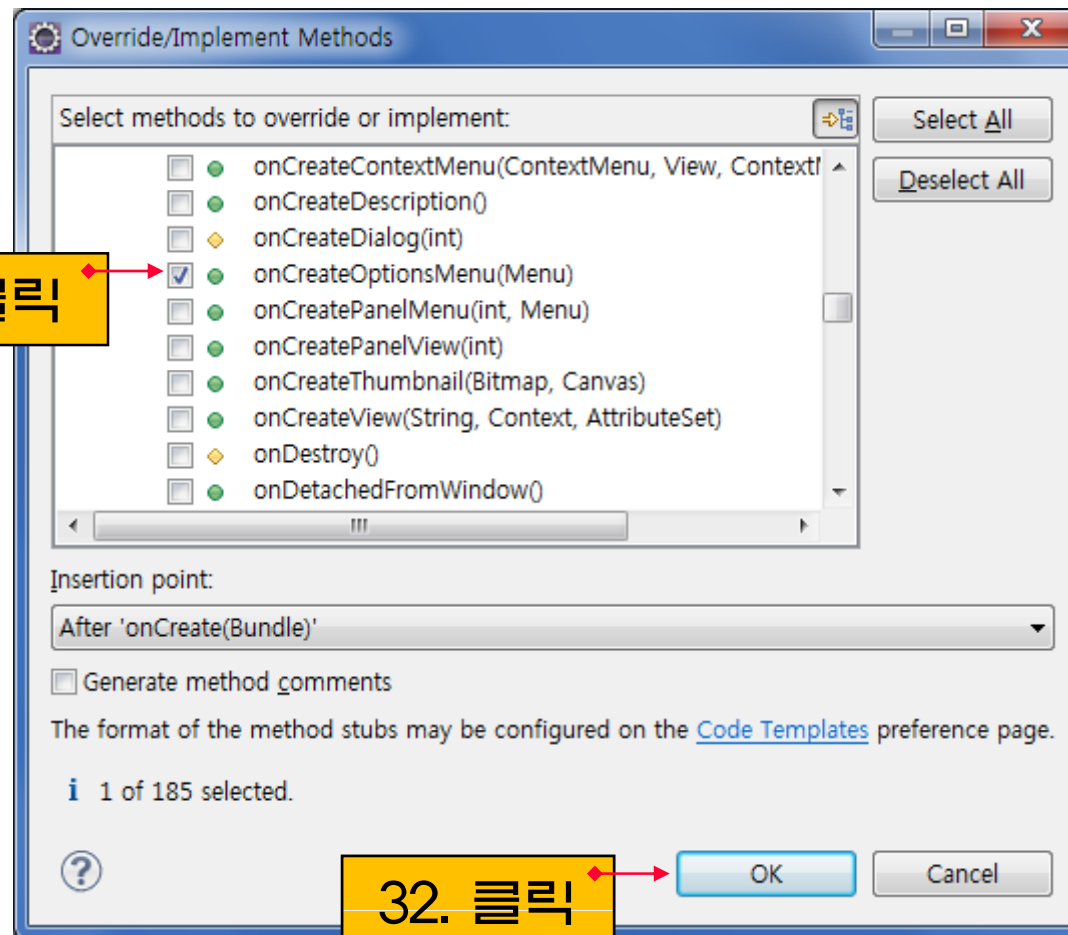 Override/Implement Methods
Select methods to override or implement:
Select All
Deselect All
onCreateContextMenu(ContextMenu, View, Context
onCreateDescription()
onCreateDialog(int)
onCreateOptionsMenu(Menu)
onCreatePanelMenu(int, Menu)
onCreatePanelView(int)
onCreateThumbnail(Bitmap, Canvas)
onCreateView(String, Context, AttributeSet)
onDestroy()
onDetachedFromWindow()
Insertion point:
After 'onCreate(Bundle)'
Generate method comments
The format of the method stubs may be configured on the Code Templates preference page.
i 1 of 185 selected.
32. 클릭
OK
Cancel